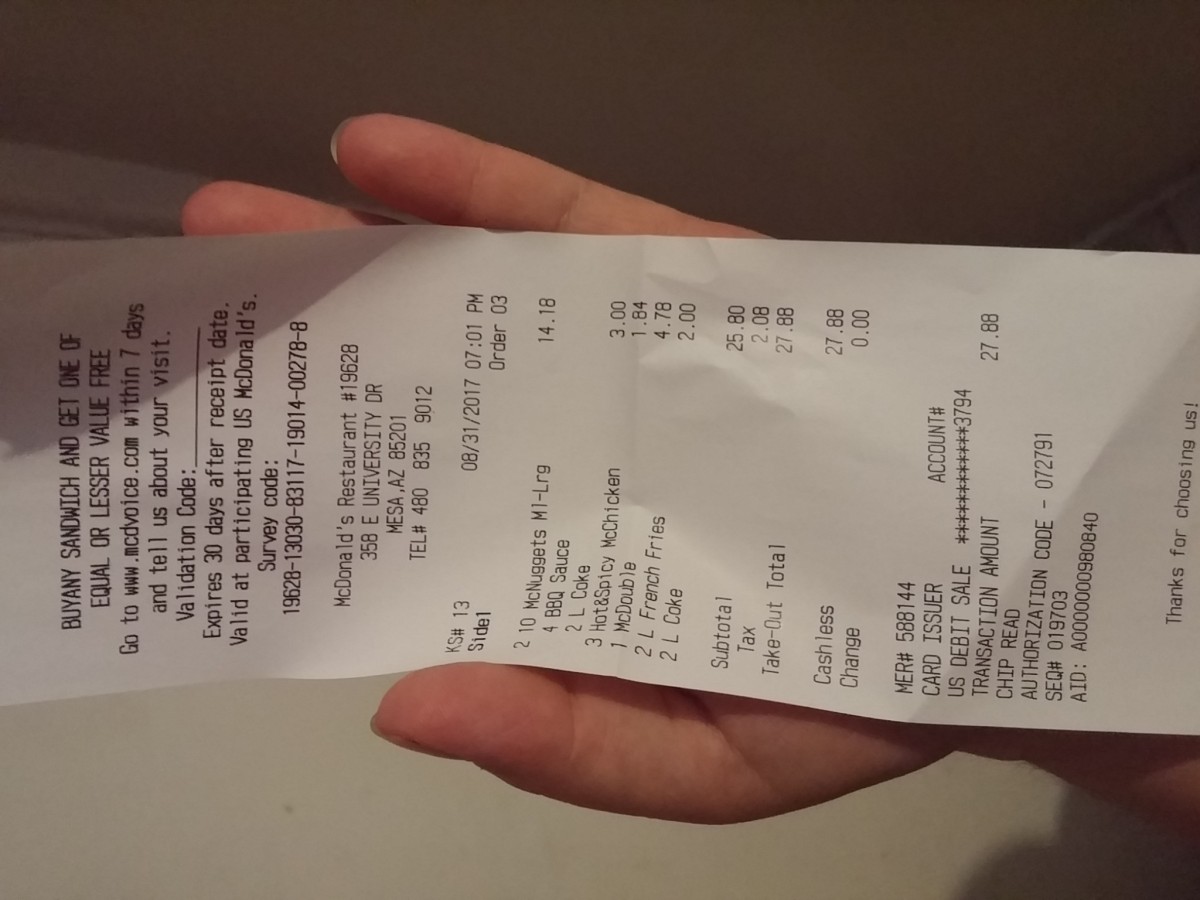 BUYANY SANDWICH AND GET ONE OF
EQUAL OR LESSER VALUE FREE
Go to www.mcdvoice.com within 7 days
and tell us about your visit.
Validation Code:__________
Expires 30 days after receipt date.
Valid at participating US McDonald's.
Survey code:
19628-13030-83117-19014-00278-8
McDonald's Restaurant #19628
358 E UNIVERSITY DR
MESA,AZ 85201
TEL# 480 835 9012
KS# 13 08/31/2017 07:01 PM
Side1 Order 03
2 10 McNuggets Ml-Lrg 14.18
4 BBQ Sauce
2 L Coke
3 Hot&Spicy McChicken 3.00
1 McDouble 1.84
2 L French Fries 4.78
2 L Coke 2.00
Subtotal 25.80
Tax 2.08
Take-Out Total 27.88
Cashless 27.88
Change 0.00
MER# 588144
CARD ISSUER ACCOUNT#
US DEBIT SALE ************3794
TRANSACTION AMOUNT 27.88
CHIP READ
AUTHORIZATION CODE - 072791
SEQ# 019703
AID: A0000000980840
Thanks for choosing us!